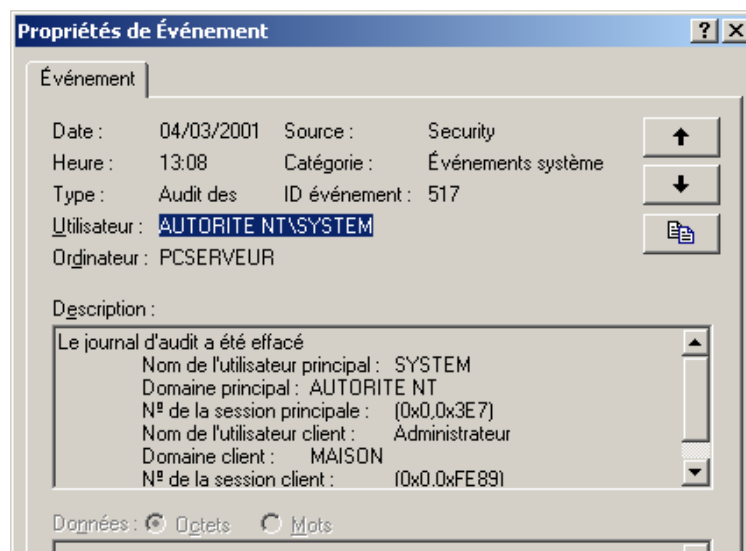 Propriétés de Événement
Événement
Date : 04/03/2001 Source : Security
Heure : 13:08 Catégorie : Événements système
Type : Audit des ID événement : 517
Utilisateur : AUTORITE NT\SYSTEM
Ordinateur : PCSERVEUR
Description :
Le journal d'audit a été effacé
Nom de l'utilisateur principal : SYSTEM
Domaine principal : AUTORITE NT
Nº de la session principale : (0x0,0x3E7)
Nom de l'utilisateur client : Administrateur
Domaine client : MAISON
Nº de la session client : (0x0,0xFE89)
Données : Octets Mots